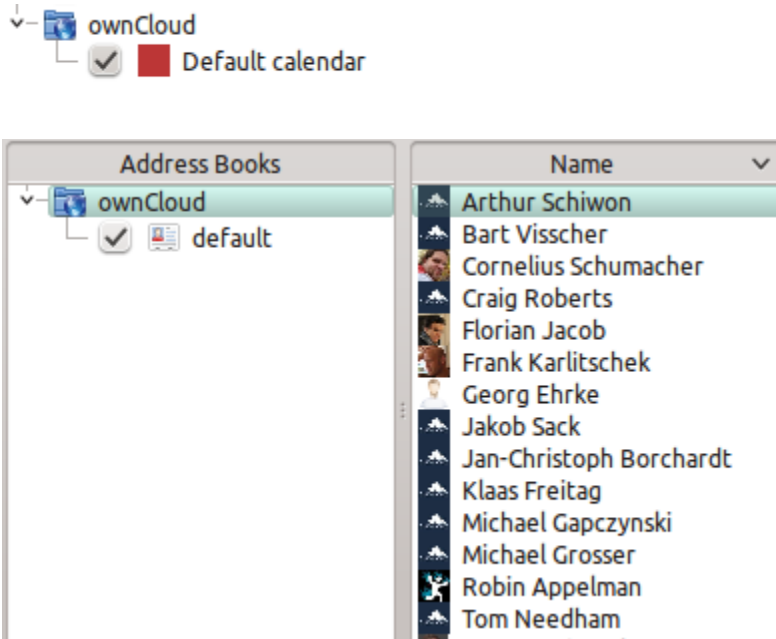 ownCloud
Default calendar
Address Books
ownCloud
default
Name
Arthur Schiwon
Bart Visscher
Cornelius Schumacher
Craig Roberts
Florian Jacob
Frank Karlitschek
Georg Ehrke
Jakob Sack
Jan-Christoph Borchardt
Klaas Freitag
Michael Gapczynski
Michael Grosser
Robin Appelman
Tom Needham